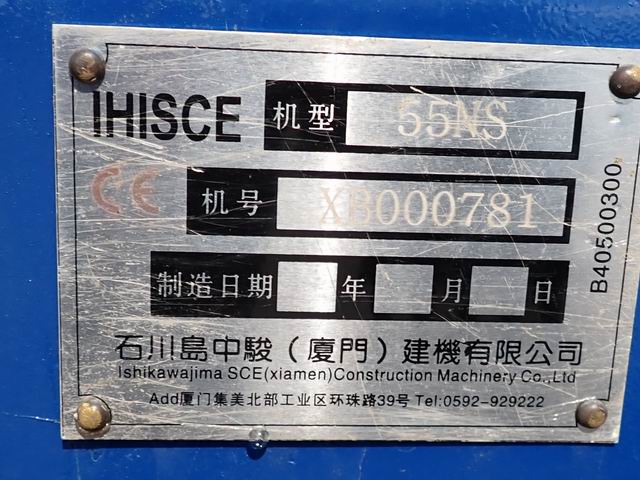 IHISCE 机型 55NS
CE 机号 XB000781
制造日期 年 月 日
石川島中駿（廈門）建機有限公司
Ishikawajima SCE(xiamen)Construction Machinery Co.,Ltd
Add厦门集美北部工业区环珠路39号 Tel:0592-929222
B40500300